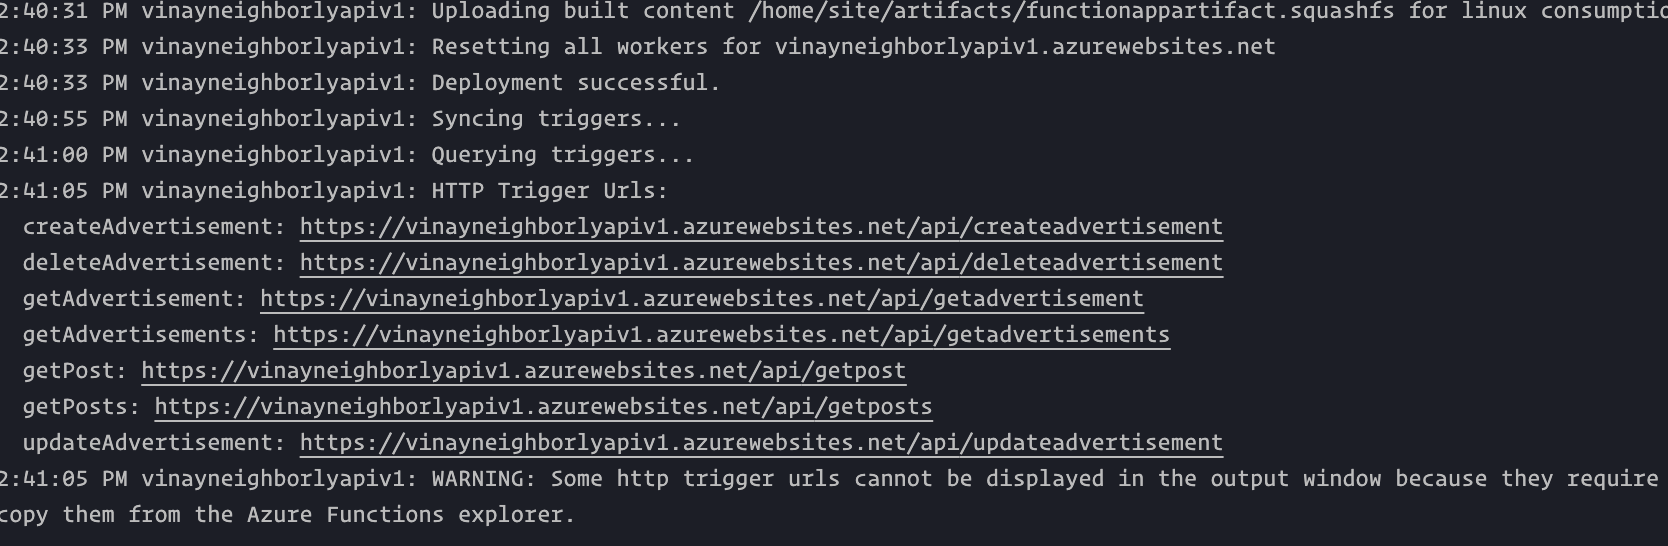 2:40:31 PM vinayneighborlyapiv1: Uploading built content /home/site/artifacts/functionappartifact.squashfs for linux consumptio
2:40:33 PM vinayneighborlyapiv1: Resetting all workers for vinayneighborlyapiv1.azurewebsites.net
2:40:33 PM vinayneighborlyapiv1: Deployment successful.
2:40:55 PM vinayneighborlyapiv1: Syncing triggers...
2:41:00 PM vinayneighborlyapiv1: Querying triggers...
2:41:05 PM vinayneighborlyapiv1: HTTP Trigger Urls:
createAdvertisement: https://vinayneighborlyapiv1.azurewebsites.net/api/createadvertisement
deleteAdvertisement: https://vinayneighborlyapiv1.azurewebsites.net/api/deleteadvertisement
getAdvertisement: https://vinayneighborlyapiv1.azurewebsites.net/api/getadvertisement
getAdvertisements: https://vinayneighborlyapiv1.azurewebsites.net/api/getadvertisements
getPost: https://vinayneighborlyapiv1.azurewebsites.net/api/getpost
getPosts: https://vinayneighborlyapiv1.azurewebsites.net/api/getposts
updateAdvertisement: https://vinayneighborlyapiv1.azurewebsites.net/api/updateadvertisement
2:41:05 PM vinayneighborlyapiv1: WARNING: Some http trigger urls cannot be displayed in the output window because they require
copy them from the Azure Functions explorer.